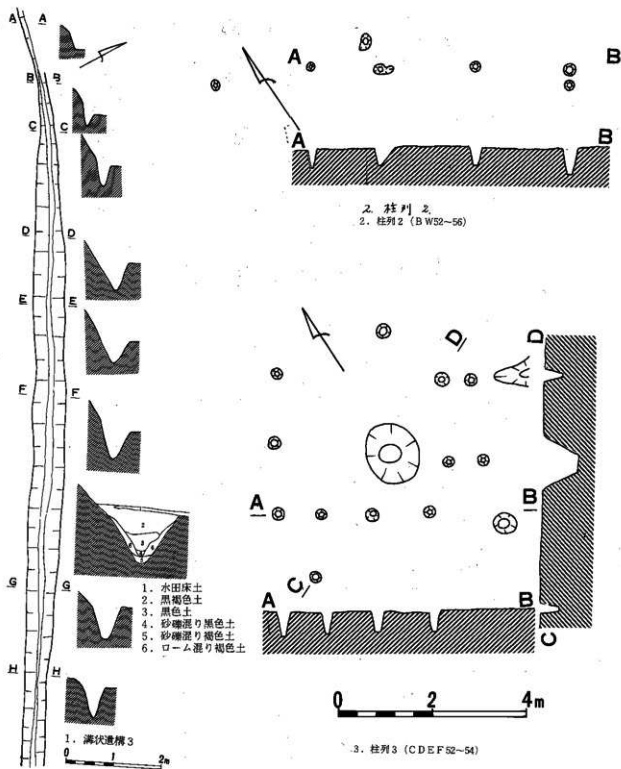 A A
B B
C C
D D
E E
F F
2
3
G G
H H
1. 水田床土
2. 黒褐色土
3. 黒色土
4. 砂礫混り黒色土
5. 砂礫混り褐色土
6. ローム混り褐色土
1. 溝状遺構3
0 1 2m
A B
A B
2. 柱列 2.
2. 柱列2 (BW52~56)
D D
A B
C
A B
C
0 2 4m
3. 柱列3 (CDEF52~54)